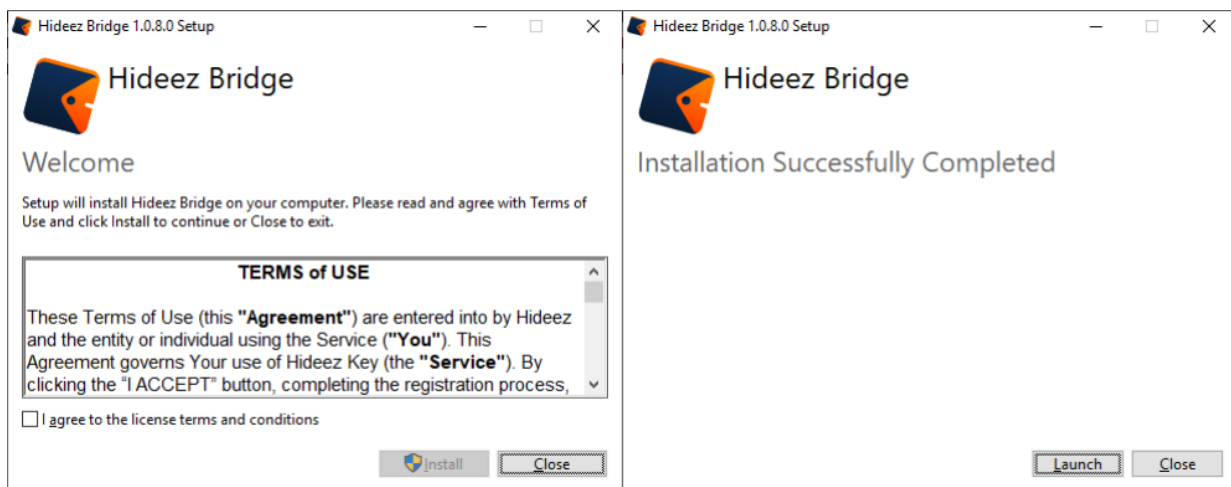 Hideez Bridge 1.0.8.0 Setup
Hideez Bridge
Welcome
Setup will install Hideez Bridge on your computer. Please read and agree with Terms of
Use and click Install to continue or Close to exit.
TERMS of USE
These Terms of Use (this "Agreement") are entered into by Hideez
and the entity or individual using the Service ("You"). This
Agreement governs Your use of Hideez Key (the "Service"). By
clicking the “I ACCEPT” button, completing the registration process,
I agree to the license terms and conditions
Install
Close
Hideez Bridge 1.0.8.0 Setup
Hideez Bridge
Installation Successfully Completed
Launch
Close